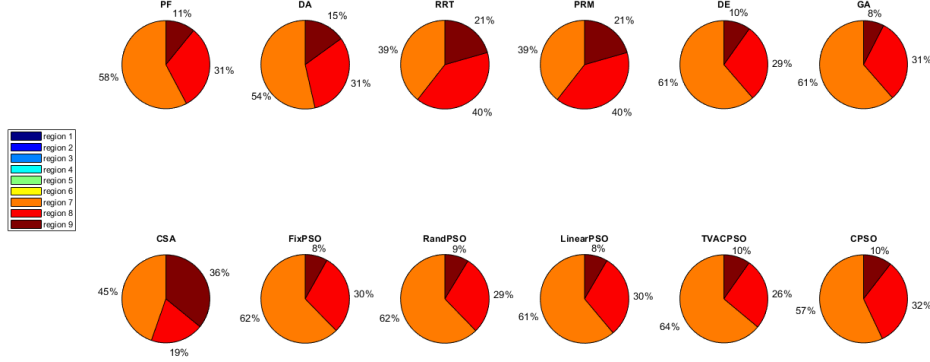 PF
DA
RRT
PRM
DE
GA
11%
31%
58%
15%
31%
54%
21%
40%
39%
21%
40%
39%
10%
29%
61%
8%
31%
61%
region 1
region 2
region 3
region 4
region 5
region 6
region 7
region 8
region 9
CSA
FixPSO
RandPSO
LinearPSO
TVACPSO
CPSO
36%
19%
45%
8%
30%
62%
9%
29%
62%
8%
30%
61%
10%
26%
64%
10%
32%
57%